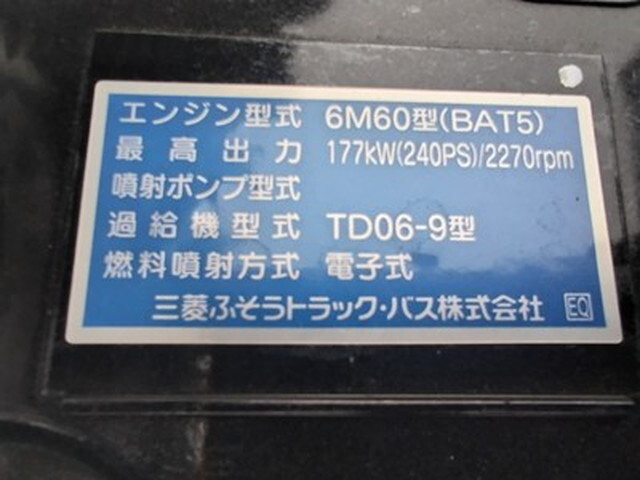 エンジン型式 6M60型(BAT5)
最高出力 177kW(240PS)/2270rpm
噴射ポンプ型式
過給機型式 TD06-9型
燃料噴射方式 電子式
三菱ふそうトラック・バス株式会社 EQ